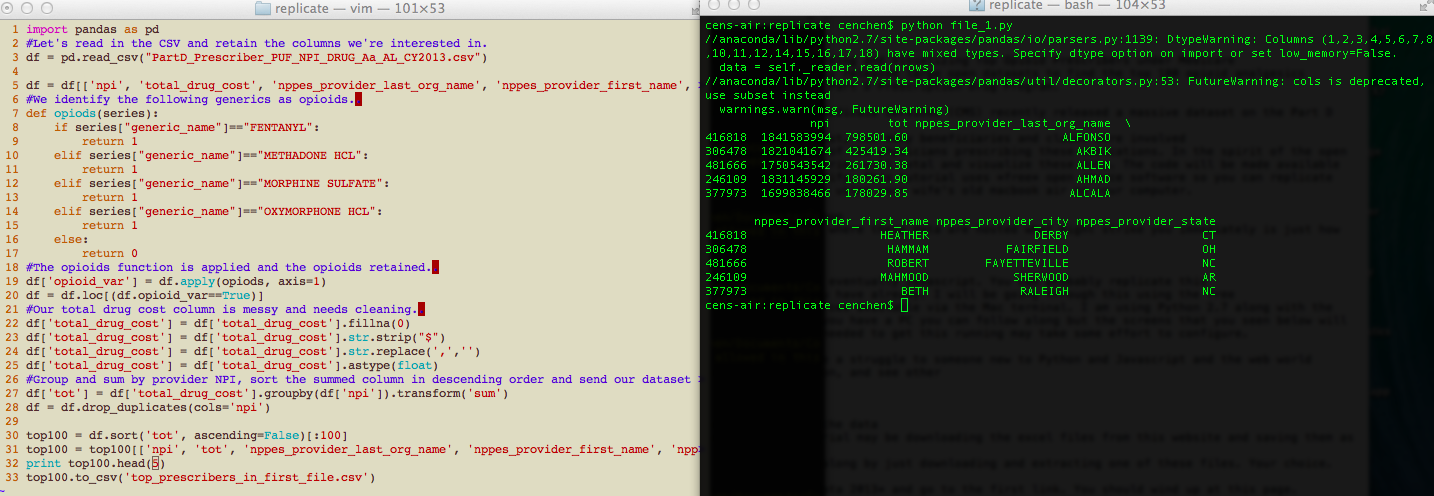 replicate — vim — 101×53
1 import pandas as pd
2 #Let's read in the CSV and retain the columns we're interested in.
3 df = pd.read_csv("PartD_Prescriber_PUF_NPI_DRUG_Aa_AL_CY2013.csv")
4
5 df = df[['npi', 'total_drug_cost', 'nppes_provider_last_org_name', 'nppes_provider_first_name',
6 #We identify the following generics as opioids.
7 def opiods(series):
8 if series["generic_name"]=="FENTANYL":
9 return 1
10 elif series["generic_name"]=="METHADONE HCL":
11 return 1
12 elif series["generic_name"]=="MORPHINE SULFATE":
13 return 1
14 elif series["generic_name"]=="OXYMORPHONE HCL":
15 return 1
16 else:
17 return 0
18 #The opioids function is applied and the opioids retained.
19 df['opioid_var'] = df.apply(opiods, axis=1)
20 df = df.loc[(df.opioid_var==True)]
21 #Our total drug cost column is messy and needs cleaning.
22 df['total_drug_cost'] = df['total_drug_cost'].fillna(0)
23 df['total_drug_cost'] = df['total_drug_cost'].str.strip("$")
24 df['total_drug_cost'] = df['total_drug_cost'].str.replace(',','')
25 df['total_drug_cost'] = df['total_drug_cost'].astype(float)
26 #Group and sum by provider NPI, sort the summed column in descending order and send our dataset
27 df['tot'] = df['total_drug_cost'].groupby(df['npi']).transform('sum')
28 df = df.drop_duplicates(cols='npi')
29
30 top100 = df.sort('tot', ascending=False)[:100]
31 top100 = top100[['npi', 'tot', 'nppes_provider_last_org_name', 'nppes_provider_first_name', 'npp
32 print top100.head(5)
33 top100.to_csv('top_prescribers_in_first_file.csv')
~
replicate — bash — 104×53
cens-air:replicate cenchen$ python file_1.py
//anaconda/lib/python2.7/site-packages/pandas/io/parsers.py:1139: DtypeWarning: Columns (1,2,3,4,5,6,7,8
,10,11,12,14,15,16,17,18) have mixed types. Specify dtype option on import or set low_memory=False.
data = self._reader.read(nrows)
//anaconda/lib/python2.7/site-packages/pandas/util/decorators.py:53: FutureWarning: cols is deprecated,
use subset instead
warnings.warn(msg, FutureWarning)
npi tot nppes_provider_last_org_name \
416818 1841583994 798501.60 ALFONSO
306478 1821041674 425419.34 AKBIK
481666 1750543542 261730.38 ALLEN
246109 1831145929 180261.90 AHMAD
377973 1699838466 178029.85 ALCALA
nppes_provider_first_name nppes_provider_city nppes_provider_state
416818 HEATHER DERBY CT
306478 HAMMAM FAIRFIELD OH
481666 ROBERT FAYETTEVILLE NC
246109 MAHMOOD SHERWOOD AR
377973 BETH RALEIGH NC
cens-air:replicate cenchen$